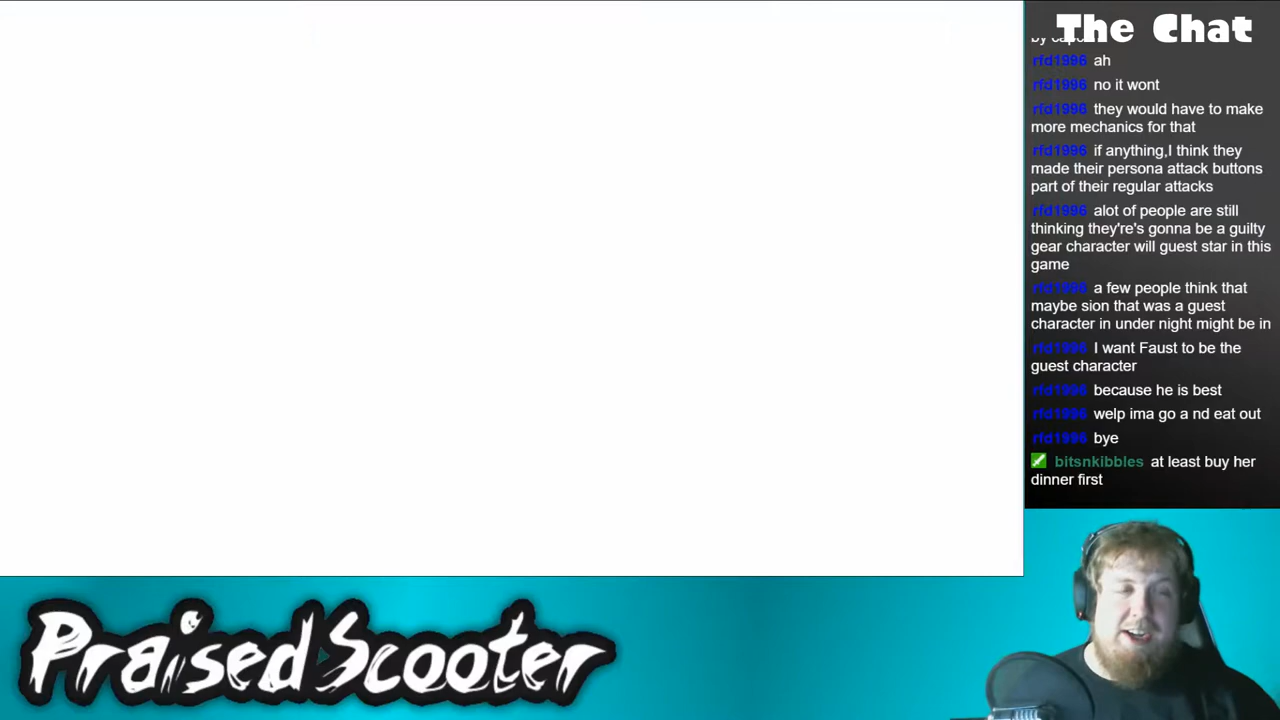 The Chat
rfd1996 ah
rfd1996 no it wont
rfd1996 they would have to make
more mechanics for that
rfd1996 if anything,I think they
made their persona attack buttons
part of their regular attacks
rfd1996 alot of people are still
thinking they're's gonna be a guilty
gear character will guest star in this
game
rfd1996 a few people think that
maybe sion that was a guest
character in under night might be in
rfd1996 I want Faust to be the
guest character
rfd1996 because he is best
rfd1996 welp ima go a nd eat out
rfd1996 bye
bitsnkibbles at least buy her
dinner first
PraisedScooter